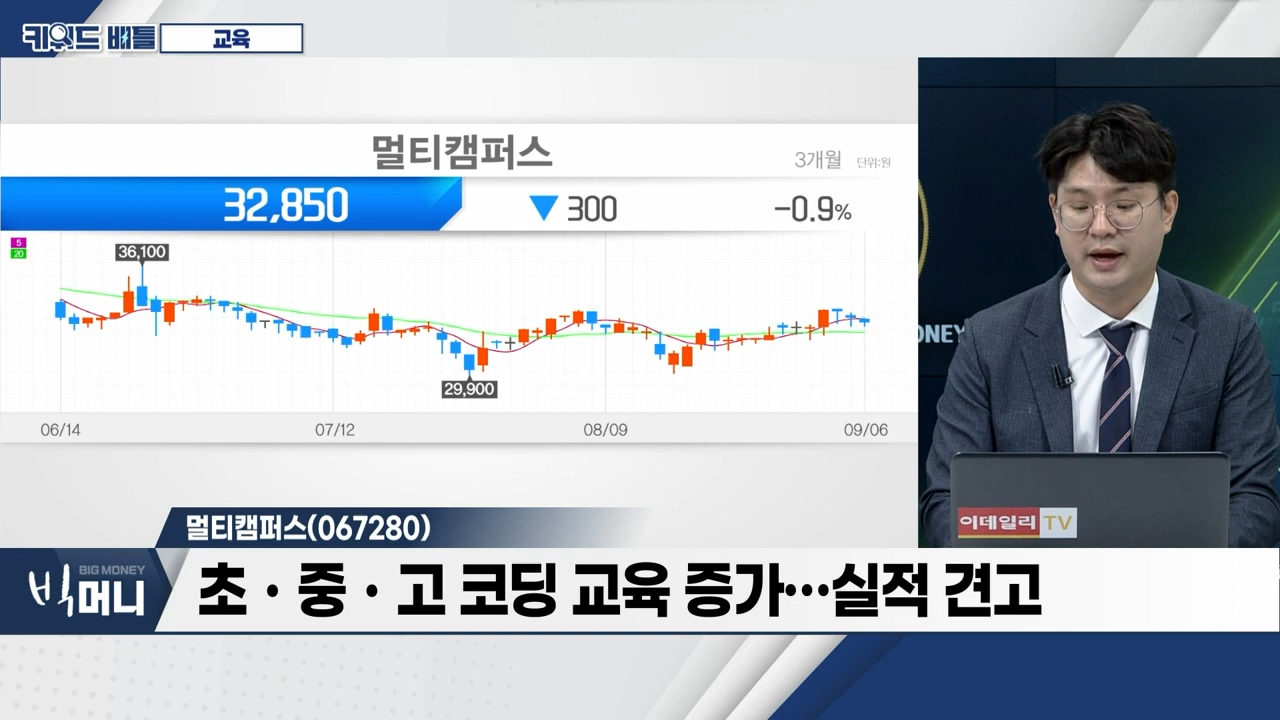 키워드 배틀 교육
멀티캠퍼스
3개월 단위:원
32,850 ▼ 300 -0.9%
5
20
36,100
29,900
06/14 07/12 08/09 09/06
ONEY
이데일리 TV
멀티캠퍼스(067280)
BIG MONEY
빅머니
초·중·고 코딩 교육 증가…실적 견고